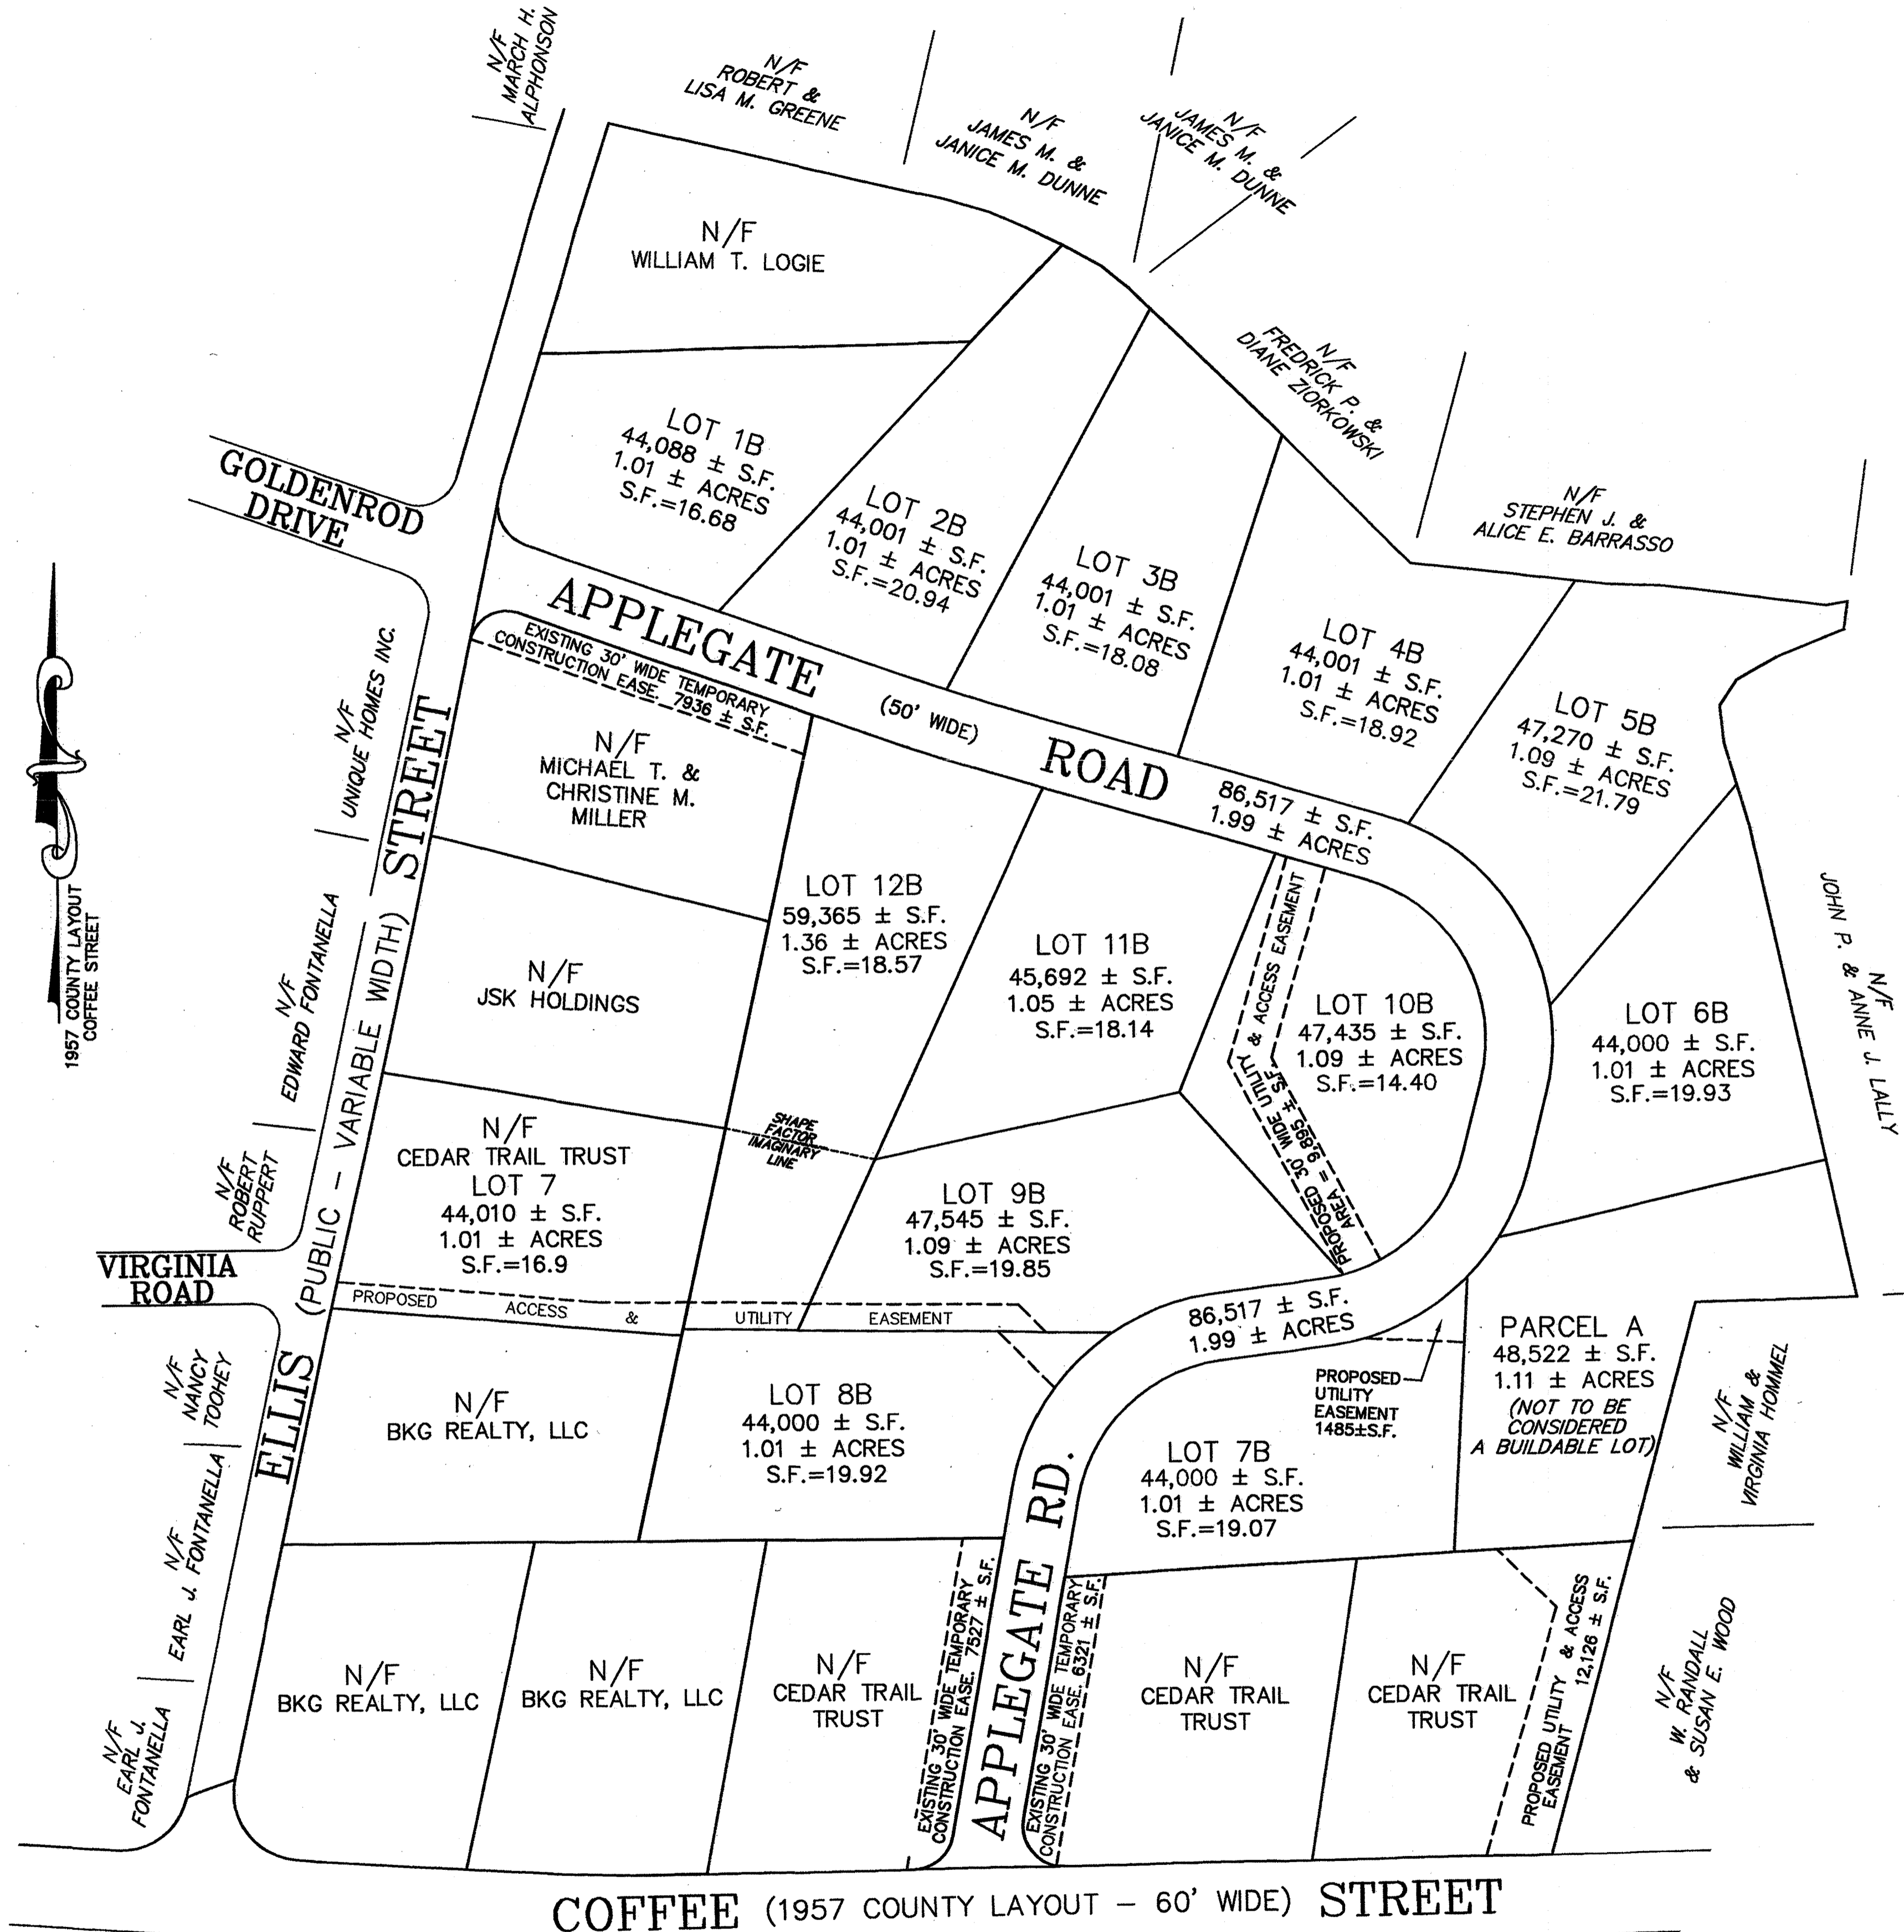 N/F
MARCH H.
ALPHONSON
N/F
ROBERT &
LISA M. GREENE
N/F
JAMES M. &
JANICE M. DUNNE
N/F
JAMES M. &
JANICE M. DUNNE
N/F
WILLIAM T. LOGIE
N/F
FREDRICK P. &
DIANE ZIORKOWSKI
N/F
STEPHEN J. &
ALICE E. BARRASSO
GOLDENROD
DRIVE
LOT 1B
44,088 ± S.F.
1.01 ± ACRES
S.F.=16.68
LOT 2B
44,001 ± S.F.
1.01 ± ACRES
S.F.=20.94
LOT 3B
44,001 ± S.F.
1.01 ± ACRES
S.F.=18.08
LOT 4B
44,001 ± S.F.
1.01 ± ACRES
S.F.=18.92
LOT 5B
47,270 ± S.F.
1.09 ± ACRES
S.F.=21.79
APPLEGATE (50' WIDE) ROAD
86,517 ± S.F.
1.99 ± ACRES
EXISTING 30' WIDE TEMPORARY
CONSTRUCTION EASE. 7936 ± S.F.
N/F
UNIQUE HOMES INC.
N/F
MICHAEL T. &
CHRISTINE M.
MILLER
1957 COUNTY LAYOUT
COFFEE STREET
N/F
EDWARD FONTANELLA
N/F
JSK HOLDINGS
LOT 12B
59,365 ± S.F.
1.36 ± ACRES
S.F.=18.57
LOT 11B
45,692 ± S.F.
1.05 ± ACRES
S.F.=18.14
PROPOSED 30' WIDE UTILITY & ACCESS EASEMENT
AREA = 9,895 ± S.F.
LOT 10B
47,435 ± S.F.
1.09 ± ACRES
S.F.=14.40
LOT 6B
44,000 ± S.F.
1.01 ± ACRES
S.F.=19.93
N/F
JOHN P. & ANNE J. LALLY
ELLIS (PUBLIC - VARIABLE WIDTH) STREET
N/F
ROBERT
RUPPERT
N/F
CEDAR TRAIL TRUST
LOT 7
44,010 ± S.F.
1.01 ± ACRES
S.F.=16.9
SHAPE
FACTOR
IMAGINARY
LINE
LOT 9B
47,545 ± S.F.
1.09 ± ACRES
S.F.=19.85
VIRGINIA
ROAD
PROPOSED ACCESS & UTILITY EASEMENT
86,517 ± S.F.
1.99 ± ACRES
N/F
NANCY
TOOHEY
N/F
BKG REALTY, LLC
LOT 8B
44,000 ± S.F.
1.01 ± ACRES
S.F.=19.92
PROPOSED
UTILITY
EASEMENT
1485±S.F.
LOT 7B
44,000 ± S.F.
1.01 ± ACRES
S.F.=19.07
PARCEL A
48,522 ± S.F.
1.11 ± ACRES
(NOT TO BE
CONSIDERED
A BUILDABLE LOT)
N/F
WILLIAM &
VIRGINIA HOMMEL
N/F
EARL J. FONTANELLA
N/F
EARL J.
FONTANELLA
N/F
BKG REALTY, LLC
N/F
BKG REALTY, LLC
N/F
CEDAR TRAIL
TRUST
EXISTING 30' WIDE TEMPORARY
CONSTRUCTION EASE. 7527 ± S.F.
APPLEGATE RD.
EXISTING 30' WIDE TEMPORARY
CONSTRUCTION EASE. 6321 ± S.F.
N/F
CEDAR TRAIL
TRUST
N/F
CEDAR TRAIL
TRUST
PROPOSED UTILITY & ACCESS
EASEMENT 12,126 ± S.F.
N/F
W. RANDALL
& SUSAN E. WOOD
COFFEE (1957 COUNTY LAYOUT - 60' WIDE) STREET